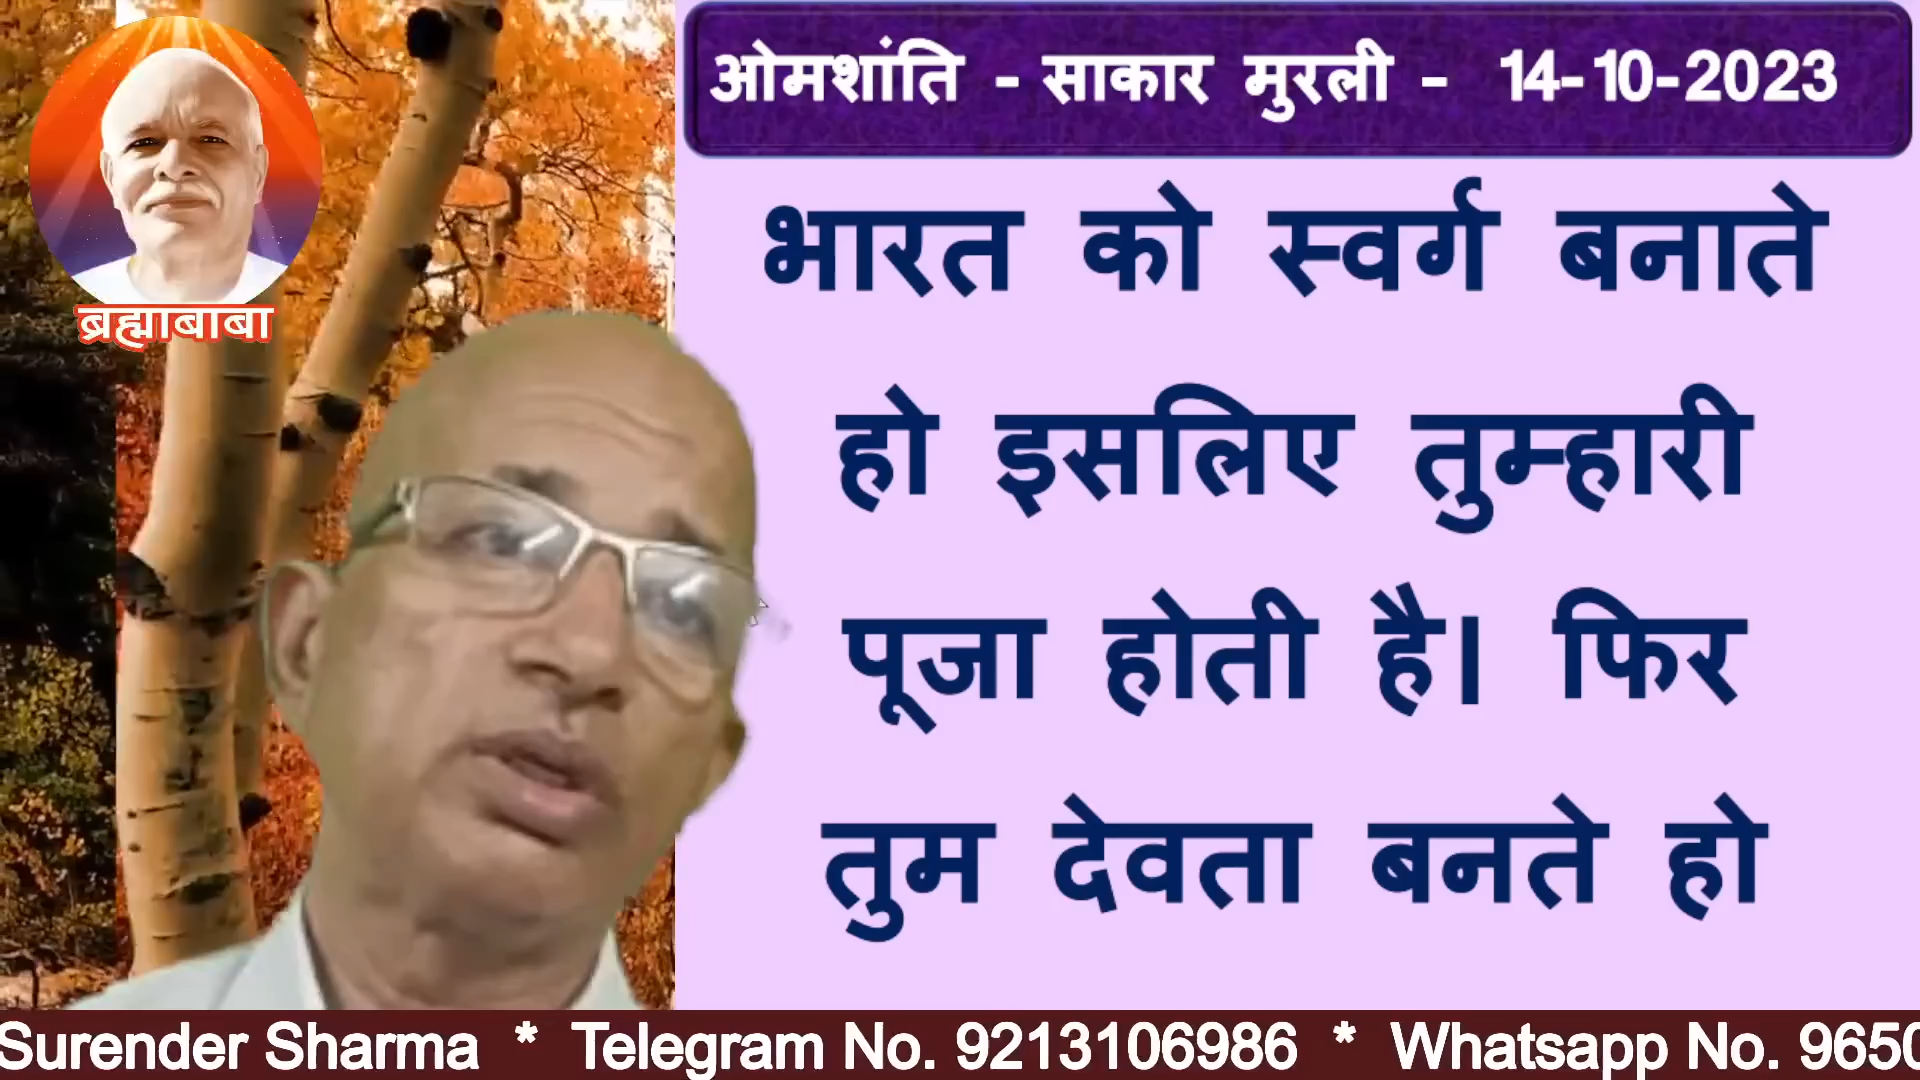 ओमशांति - साकार मुरली - 14-10-2023
ब्रह्माबाबा
भारत को स्वर्ग बनाते
हो इसलिए तुम्हारी
पूजा होती है। फिर
तुम देवता बनते हो
Surender Sharma * Telegram No. 9213106986 * Whatsapp No. 9650